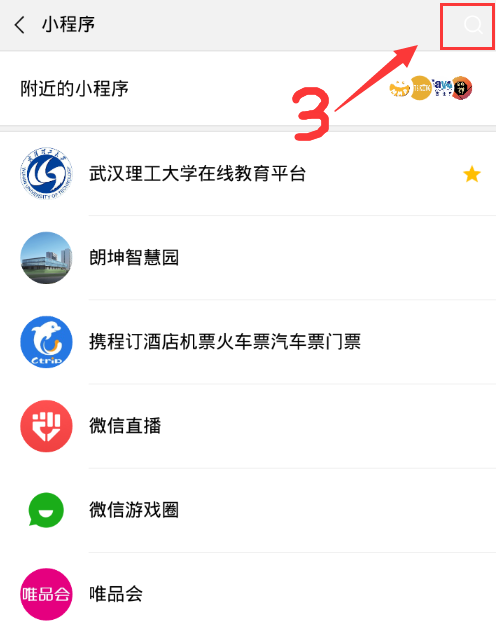 小程序
附近的小程序
3
武汉理工大学在线教育平台
朗坤智慧园
携程订酒店机票火车票汽车票门票
Ctrip
微信直播
微信游戏圈
唯品会
唯品会